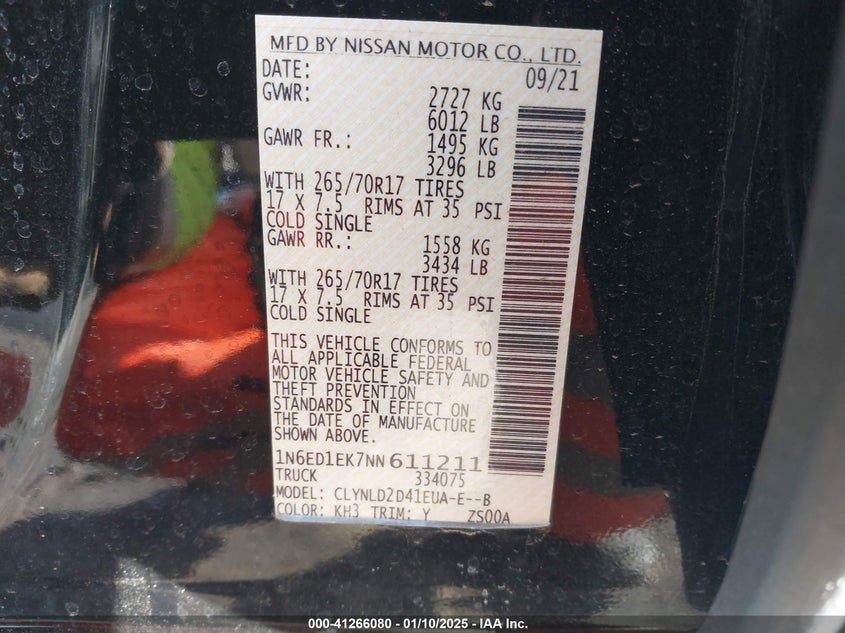 MFD BY NISSAN MOTOR CO., LTD.
DATE: 09/21
GVWR: 2727 KG
6012 LB
GAWR FR.: 1495 KG
3296 LB
WITH 265/70R17 TIRES
17 X 7.5 RIMS AT 35 PSI
COLD SINGLE
GAWR RR.: 1558 KG
3434 LB
WITH 265/70R17 TIRES
17 X 7.5 RIMS AT 35 PSI
COLD SINGLE
THIS VEHICLE CONFORMS TO
ALL APPLICABLE FEDERAL
MOTOR VEHICLE SAFETY AND
THEFT PREVENTION
STANDARDS IN EFFECT ON
THE DATE OF MANUFACTURE
SHOWN ABOVE.
1N6ED1EK7NN611211
TRUCK 334075
MODEL: CLYNLD2D41EUA-E--B
COLOR: KH3 TRIM: Y ZS00A
000-41266080 - 01/10/2025 - IAA Inc.